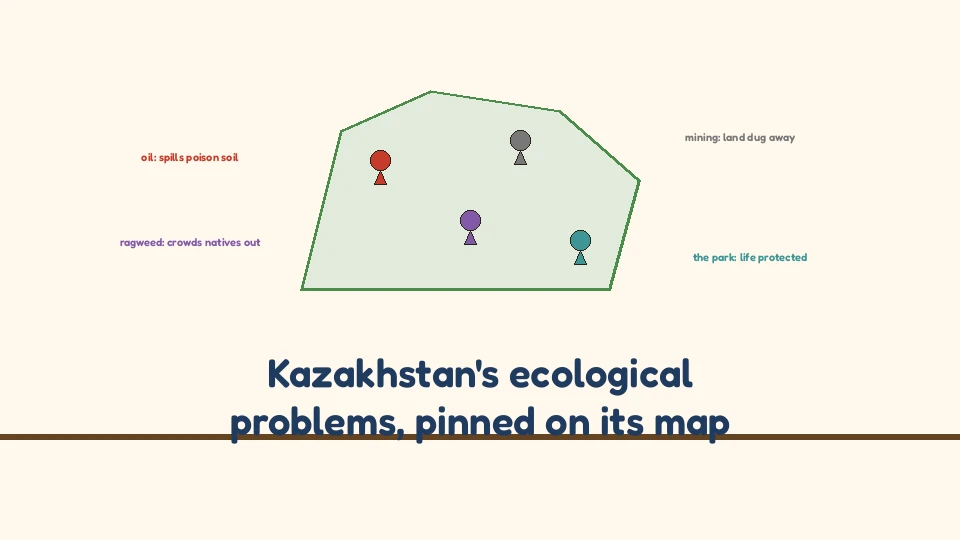 mining: land dug away
oil: spills poison soil
ragweed: crowds natives out
the park: life protected
Kazakhstan's ecological
problems, pinned on its map